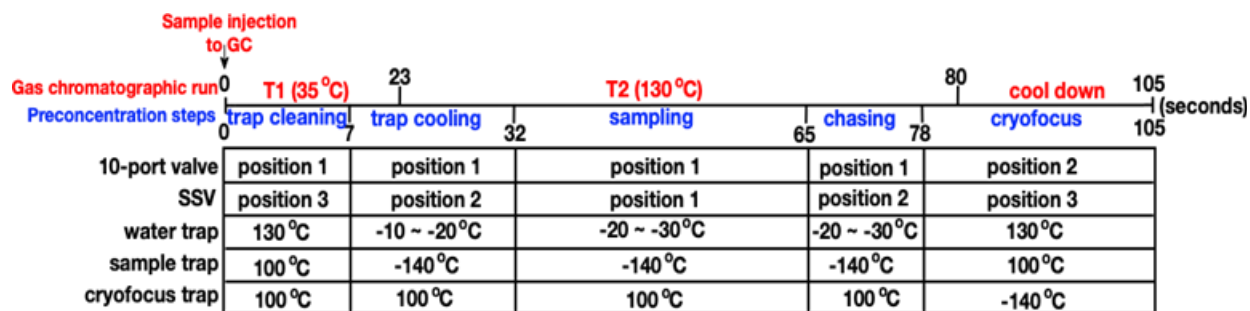 Sample injection
to GC
Gas chromatographic run 0 T1 (35 °C) 23 T2 (130 °C) 80 cool down 105
(seconds)
Preconcentration steps trap cleaning trap cooling sampling chasing cryofocus
0 7 32 65 78 105
10-port valve position 1 position 1 position 1 position 1 position 2
SSV position 3 position 2 position 1 position 2 position 3
water trap 130 °C -10 ~ -20 °C -20 ~ -30 °C -20 ~ -30 °C 130 °C
sample trap 100 °C -140 °C -140 °C -140 °C 100 °C
cryofocus trap 100 °C 100 °C 100 °C 100 °C -140 °C